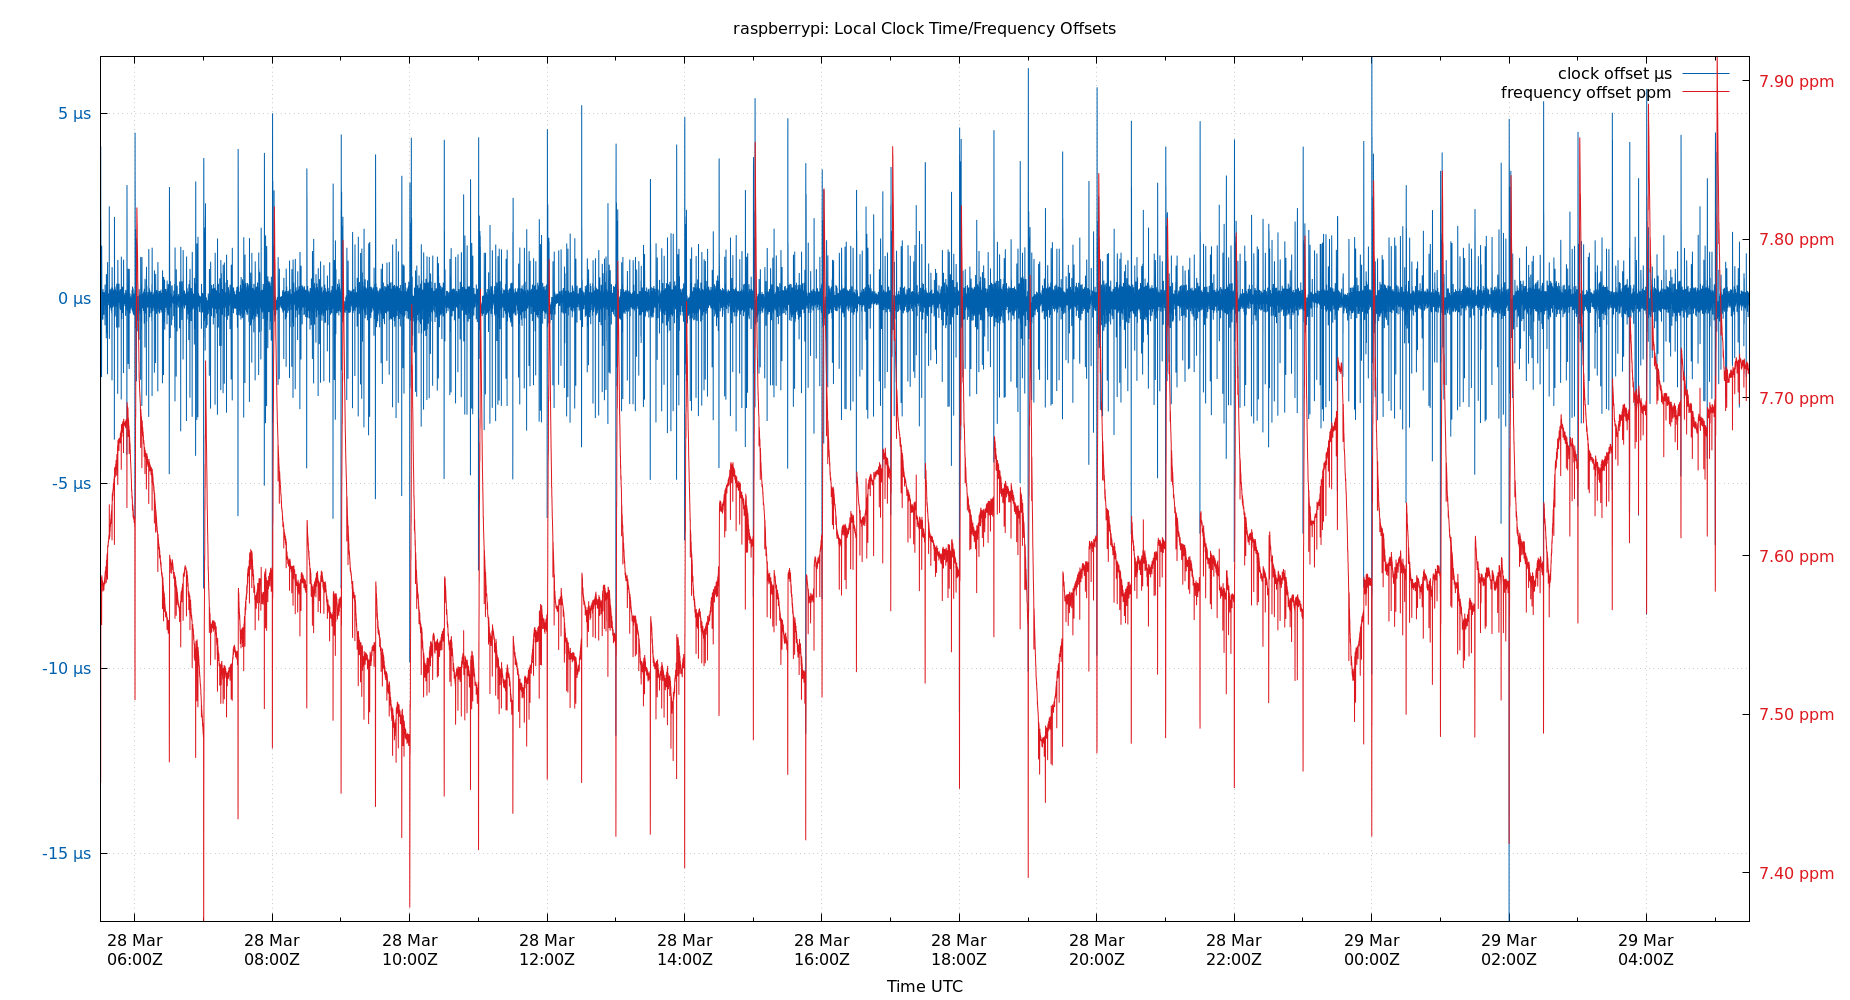 raspberrypi: Local Clock Time/Frequency Offsets
clock offset µs
frequency offset ppm
5 µs
0 µs
-5 µs
-10 µs
-15 µs
7.90 ppm
7.80 ppm
7.70 ppm
7.60 ppm
7.50 ppm
7.40 ppm
28 Mar 28 Mar 28 Mar 28 Mar 28 Mar 28 Mar 28 Mar 28 Mar 28 Mar 29 Mar 29 Mar 29 Mar
06:00Z 08:00Z 10:00Z 12:00Z 14:00Z 16:00Z 18:00Z 20:00Z 22:00Z 00:00Z 02:00Z 04:00Z
Time UTC